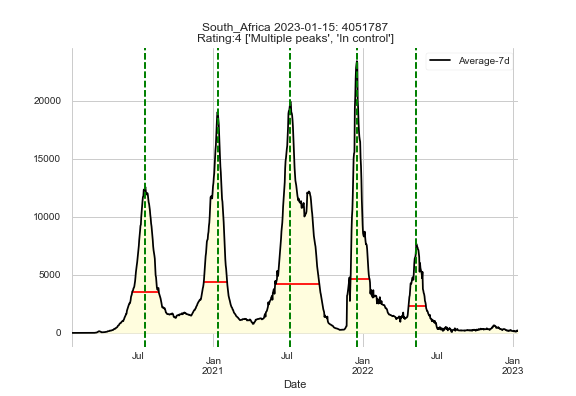 South_Africa 2023-01-15: 4051787
Rating:4 ['Multiple peaks', 'In control']
Average-7d
20000
15000
10000
5000
0
Jul
Jan
2021
Jul
Jan
2022
Jul
Jan
2023
Date